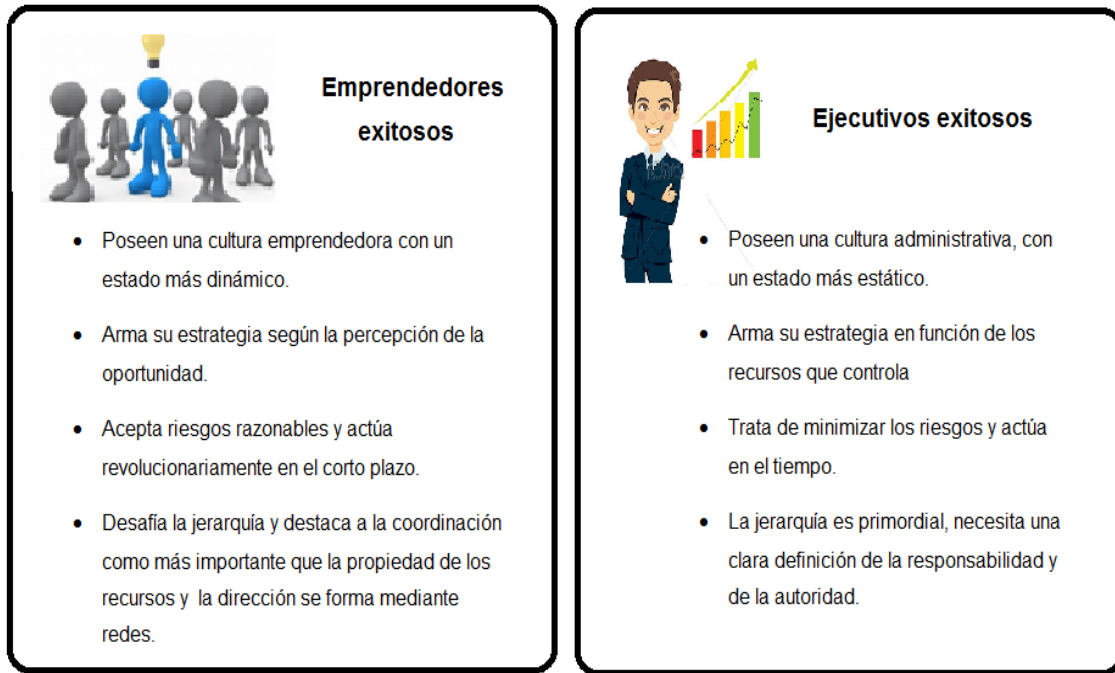 Emprendedores
exitosos
• Poseen una cultura emprendedora con un
estado más dinámico.
• Arma su estrategia según la percepción de la
oportunidad.
• Acepta riesgos razonables y actúa
revolucionariamente en el corto plazo.
• Desafía la jerarquía y destaca a la coordinación
como más importante que la propiedad de los
recursos y la dirección se forma mediante
redes.
Ejecutivos exitosos
• Poseen una cultura administrativa, con
un estado más estático.
• Arma su estrategia en función de los
recursos que controla
• Trata de minimizar los riesgos y actúa
en el tiempo.
• La jerarquía es primordial, necesita una
clara definición de la responsabilidad y
de la autoridad.